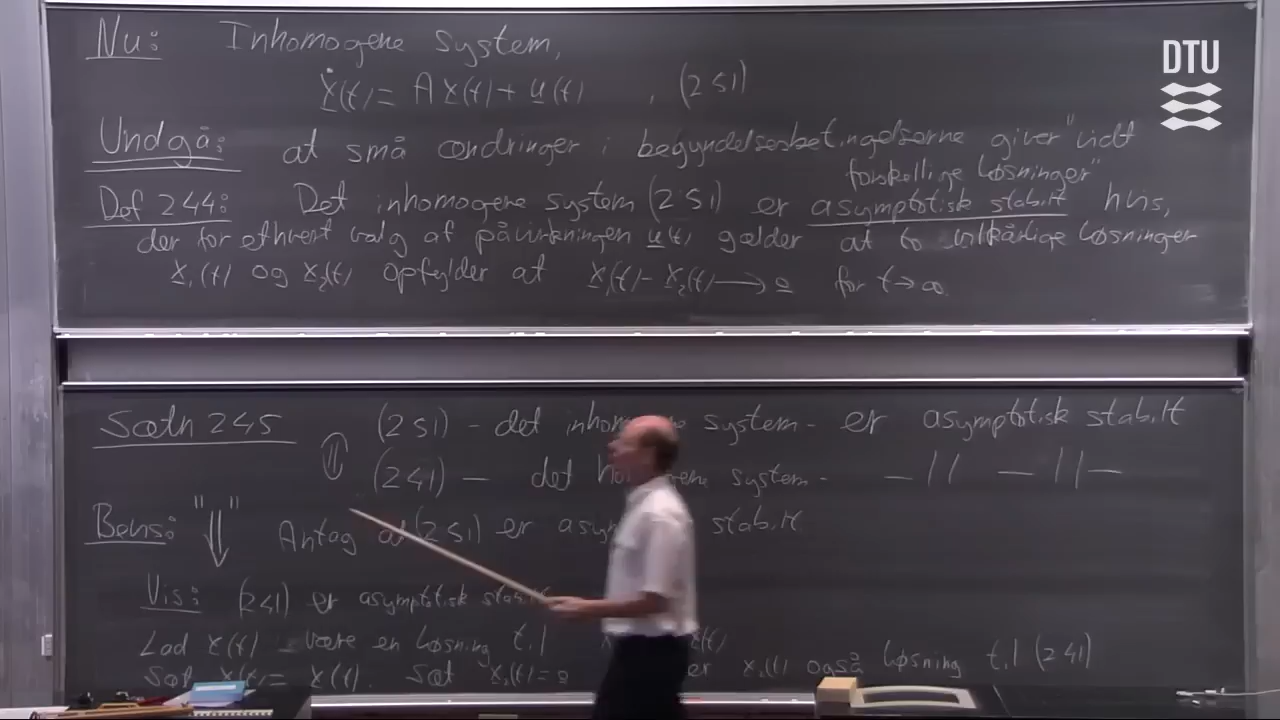 DTU
Nu: Inhomogene system,
ẋ(t) = A x(t) + u(t) , (2 51)
Undgå: at små ændringer i begyndelsesbetingelserne giver "vidt
forskellige løsninger"
Def 2 44: Det inhomogene system (2 51) er asymptotisk stabilt hvis,
der for ethvert valg af påvirkningen u(t) gælder at to vilkårlige løsninger
x₁(t) og x₂(t) opfylder at x₁(t) - x₂(t) → 0 for t → ∞.
Sætn 2 45 (2 51) - det system - er asymptotisk stabilt
⇕ (2 41) - det system - -//- -//-
Bevis: "⇓" Antag at (2 51) er stabilt
Vis: (2 41) er asymptotisk
Lad x(t) være en løsning til
Sæt x₁(t) = x(t). Sæt x₂(t) = 0 er x₂(t) også løsning til (2 41)